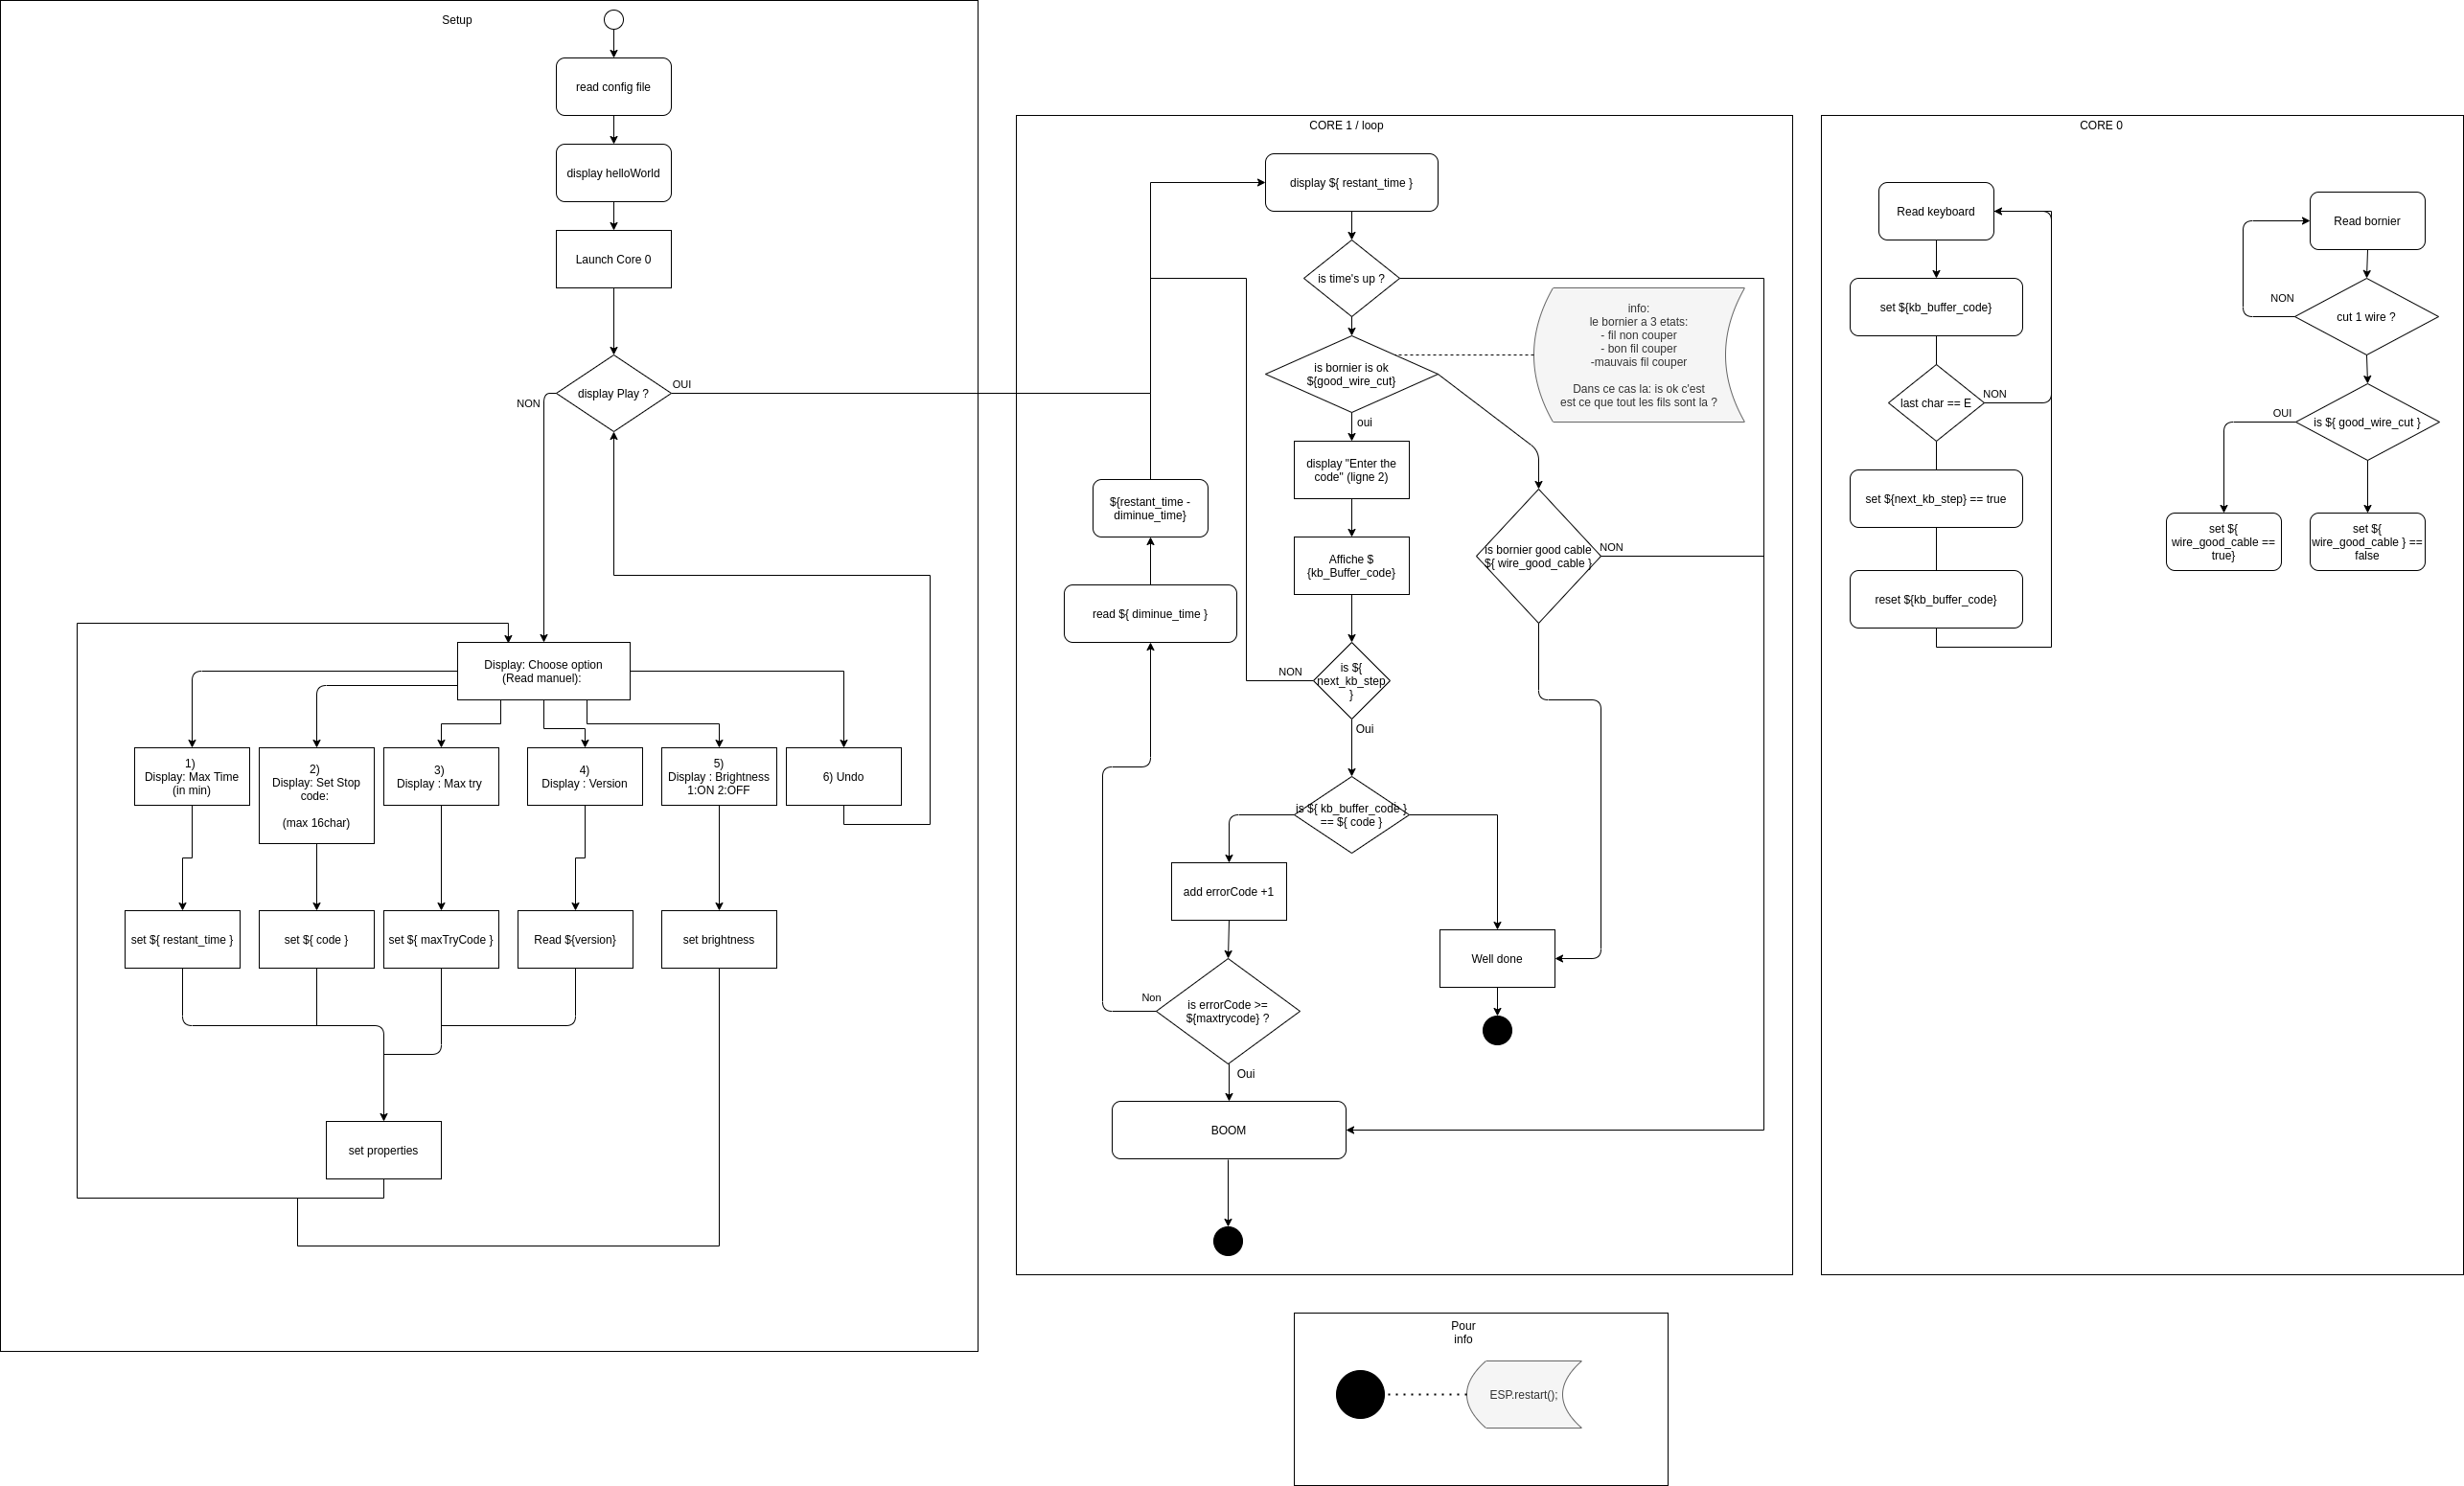 Setup
read config file
display helloWorld
Launch Core 0
display Play ?
OUI
NON
Display: Choose option
(Read manuel):
1)
Display: Max Time
(in min)
2)
Display: Set Stop
code:
(max 16char)
3)
Display : Max try
4)
Display : Version
5)
Display : Brightness
1:ON 2:OFF
6) Undo
set ${ restant_time }
set ${ code }
set ${ maxTryCode }
Read ${version}
set brightness
set properties
CORE 1 / loop
display ${ restant_time }
is time's up ?
info:
le bornier a 3 etats:
- fil non couper
- bon fil couper
-mauvais fil couper
Dans ce cas la: is ok c'est
est ce que tout les fils sont la ?
is bornier is ok
${good_wire_cut}
oui
display "Enter the
code" (ligne 2)
${restant_time -
diminue_time}
Affiche $
{kb_Buffer_code}
is bornier good cable
${ wire_good_cable }
NON
read ${ diminue_time }
is ${
next_kb_step
}
NON
Oui
is ${ kb_buffer_code }
== ${ code }
add errorCode +1
Well done
is errorCode >=
${maxtrycode} ?
Non
Oui
BOOM
CORE 0
Read keyboard
set ${kb_buffer_code}
last char == E
NON
set ${next_kb_step} == true
reset ${kb_buffer_code}
Read bornier
cut 1 wire ?
NON
is ${ good_wire_cut }
OUI
set ${
wire_good_cable ==
true}
set ${
wire_good_cable } ==
false
Pour
info
ESP.restart();